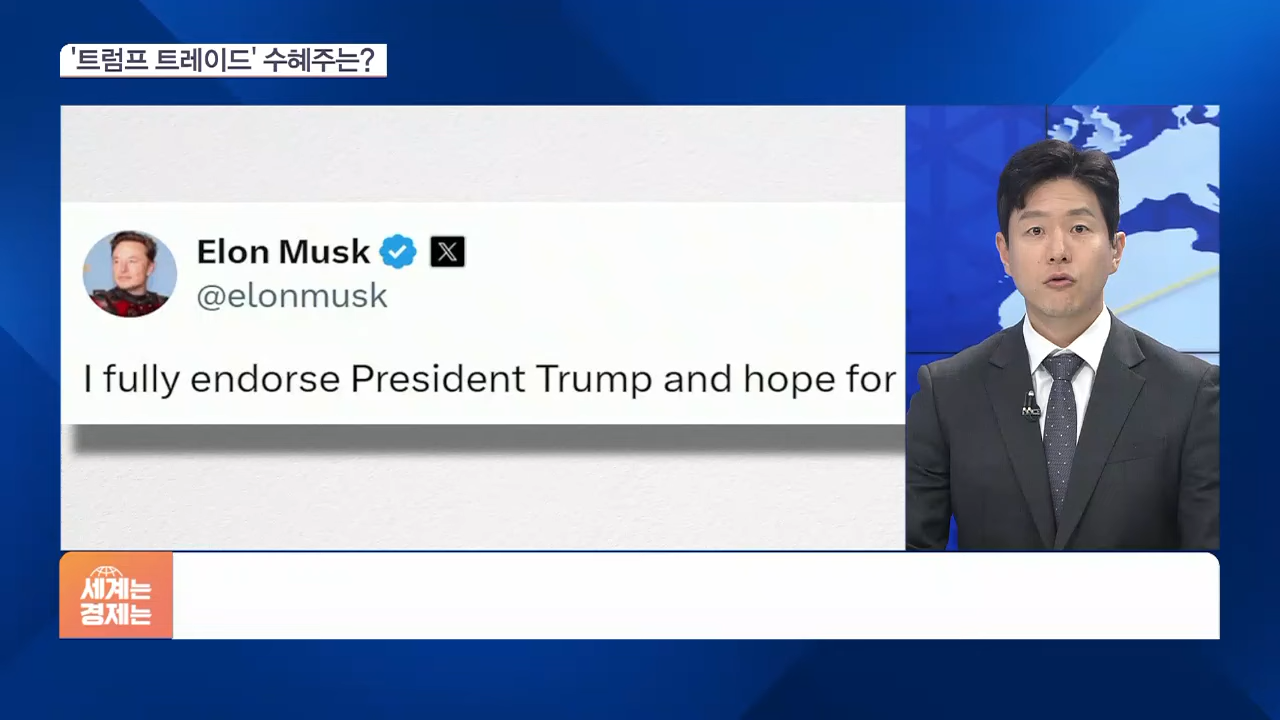 '트럼프 트레이드' 수혜주는?
Elon Musk
@elonmusk
I fully endorse President Trump and hope for
세계는
경제는